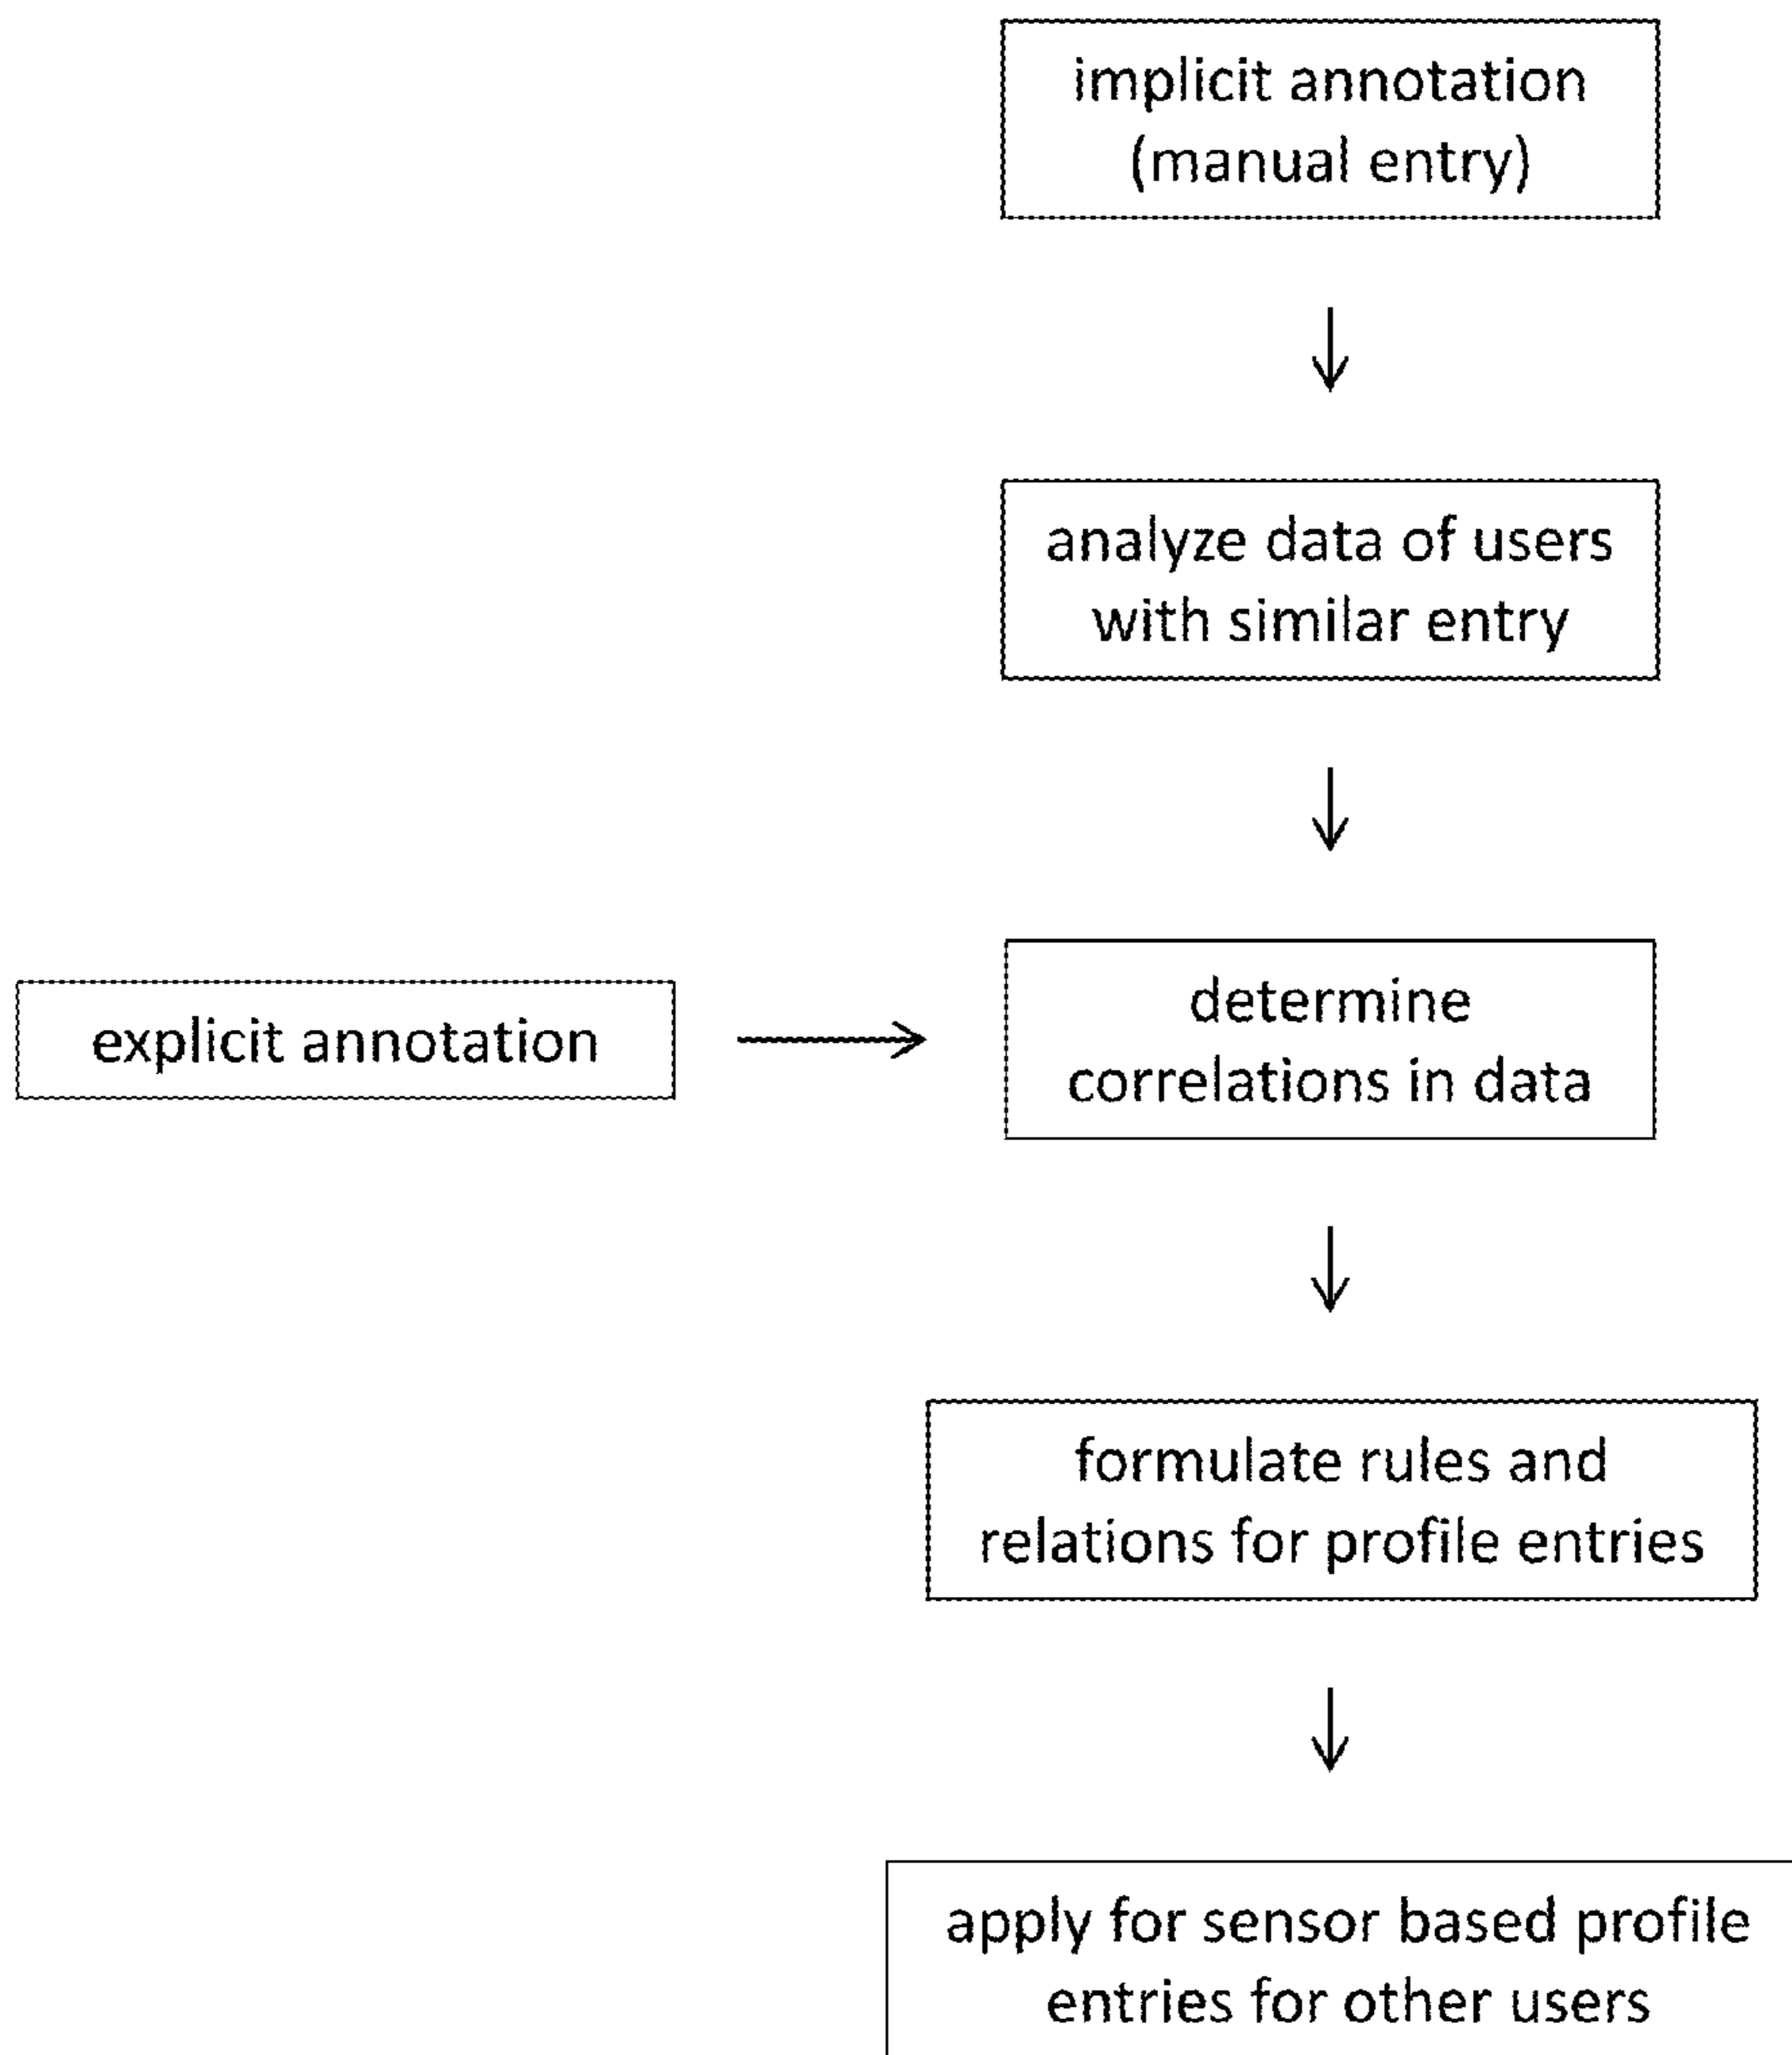 implicit annotation
(manual entry)
analyze data of users
with similar entry
explicit annotation
determine
correlations in data
formulate rules and
relations for profile entries
apply for sensor based profile
entries for other users